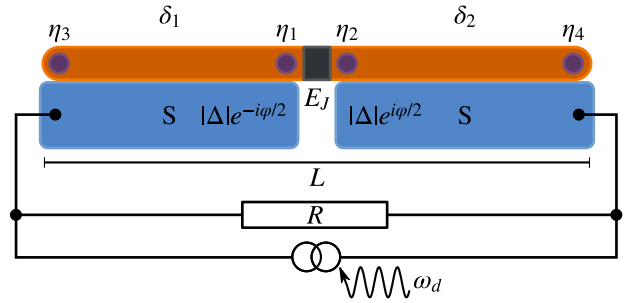 δ₁ δ₂
η₃ η₁ η₂ η₄
E_J
S |Δ|e^{-iφ/2} |Δ|e^{iφ/2} S
L
R
ω_d